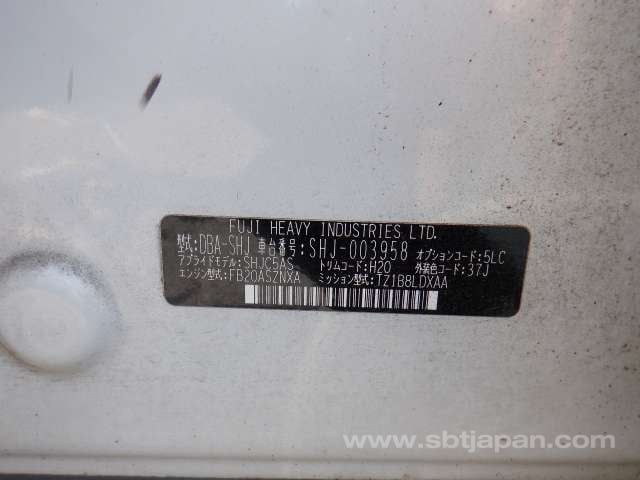 FUJI HEAVY INDUSTRIES LTD.
型式:DBA-SHJ 車台番号:SHJ-003958 オプションコード:5LC
アプライドモデル:SHJC5AS トリムコード:H20 外装色コード:37J
エンジン型式:FB20ASZNXA ミッション型式:TZ1B8LDXAA
www.sbtjapan.com